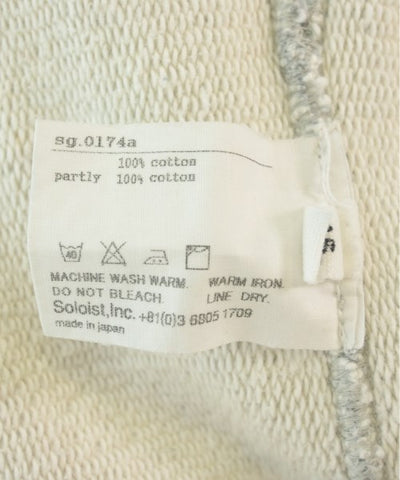 sg.0174a
100% cotton
partly 100% cotton
40
MACHINE WASH WARM. WARM IRON.
DO NOT BLEACH. LINE DRY.
Soloist,Inc. +81(0)3 6805 1709
made in japan